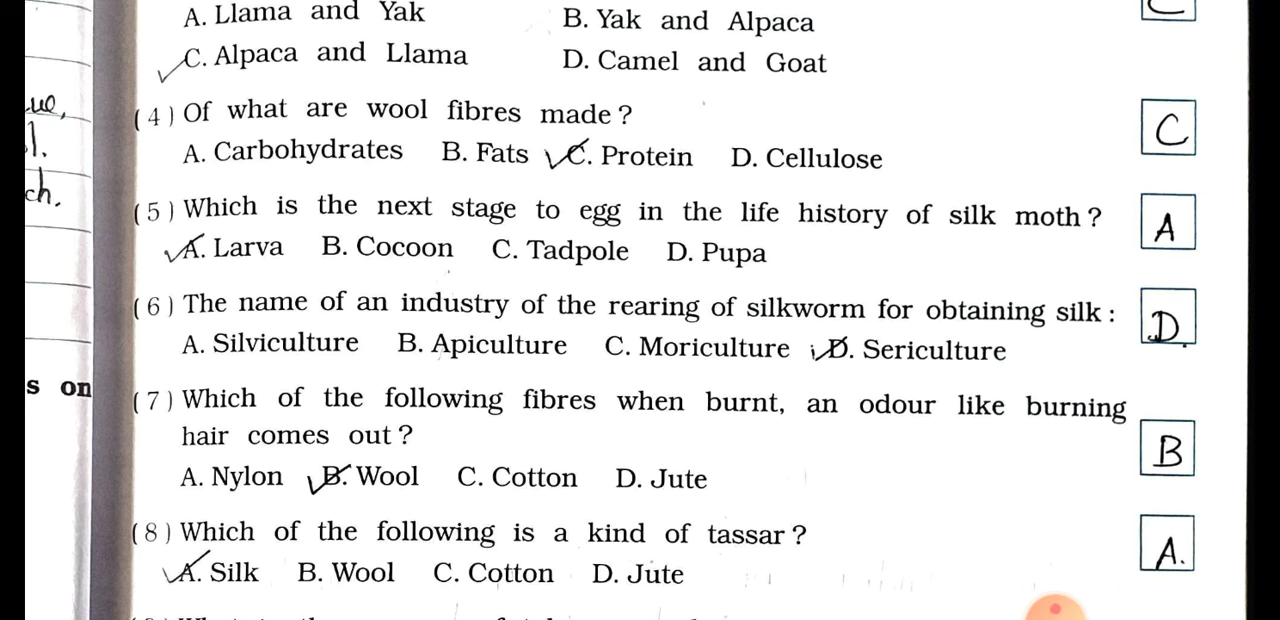 A. Llama and Yak B. Yak and Alpaca C
C. Alpaca and Llama D. Camel and Goat
ue,
(4) Of what are wool fibres made ? C
l.
A. Carbohydrates B. Fats C. Protein D. Cellulose
ch.
(5) Which is the next stage to egg in the life history of silk moth ? A
A. Larva B. Cocoon C. Tadpole D. Pupa
(6) The name of an industry of the rearing of silkworm for obtaining silk : D.
A. Silviculture B. Apiculture C. Moriculture D. Sericulture
s on
(7) Which of the following fibres when burnt, an odour like burning
hair comes out ? B
A. Nylon B. Wool C. Cotton D. Jute
(8) Which of the following is a kind of tassar ? A.
A. Silk B. Wool C. Cotton D. Jute